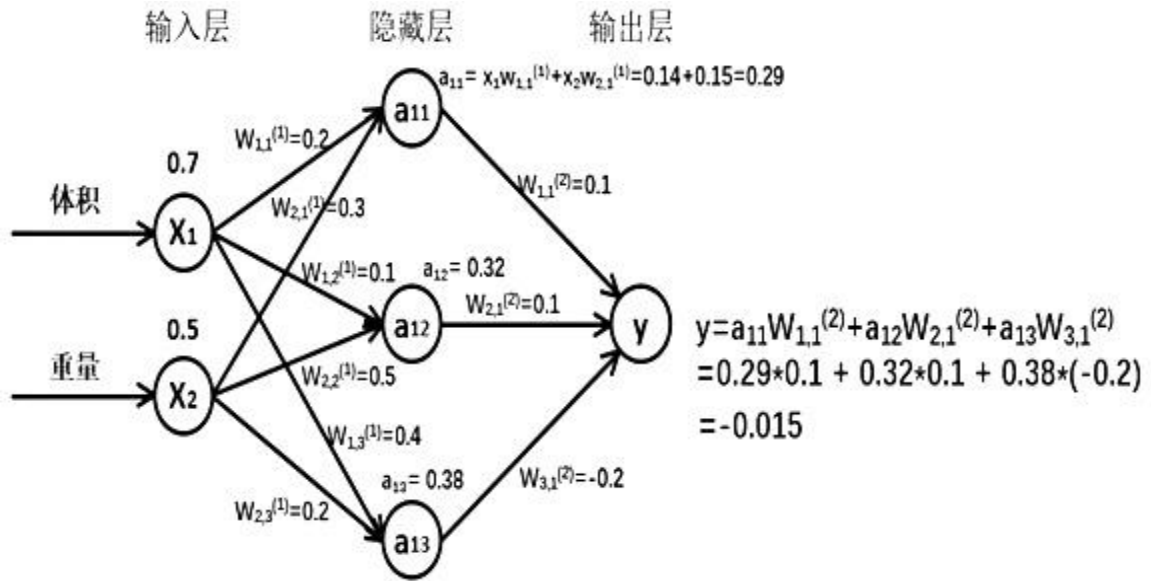 输入层 隐藏层 输出层
a₁₁= x₁w₁,₁⁽¹⁾+x₂w₂,₁⁽¹⁾=0.14+0.15=0.29
a₁₁
W₁,₁⁽¹⁾=0.2
0.7
体积
X₁
W₂,₁⁽¹⁾=0.3
W₁,₁⁽²⁾=0.1
W₁,₂⁽¹⁾=0.1
a₁₂= 0.32
W₂,₁⁽²⁾=0.1
0.5
a₁₂
y
y=a₁₁W₁,₁⁽²⁾+a₁₂W₂,₁⁽²⁾+a₁₃W₃,₁⁽²⁾
=0.29*0.1 + 0.32*0.1 + 0.38*(-0.2)
=-0.015
重量
X₂
W₂,₂⁽¹⁾=0.5
W₁,₃⁽¹⁾=0.4
a₁₃= 0.38
W₃,₁⁽²⁾=-0.2
W₂,₃⁽¹⁾=0.2
a₁₃